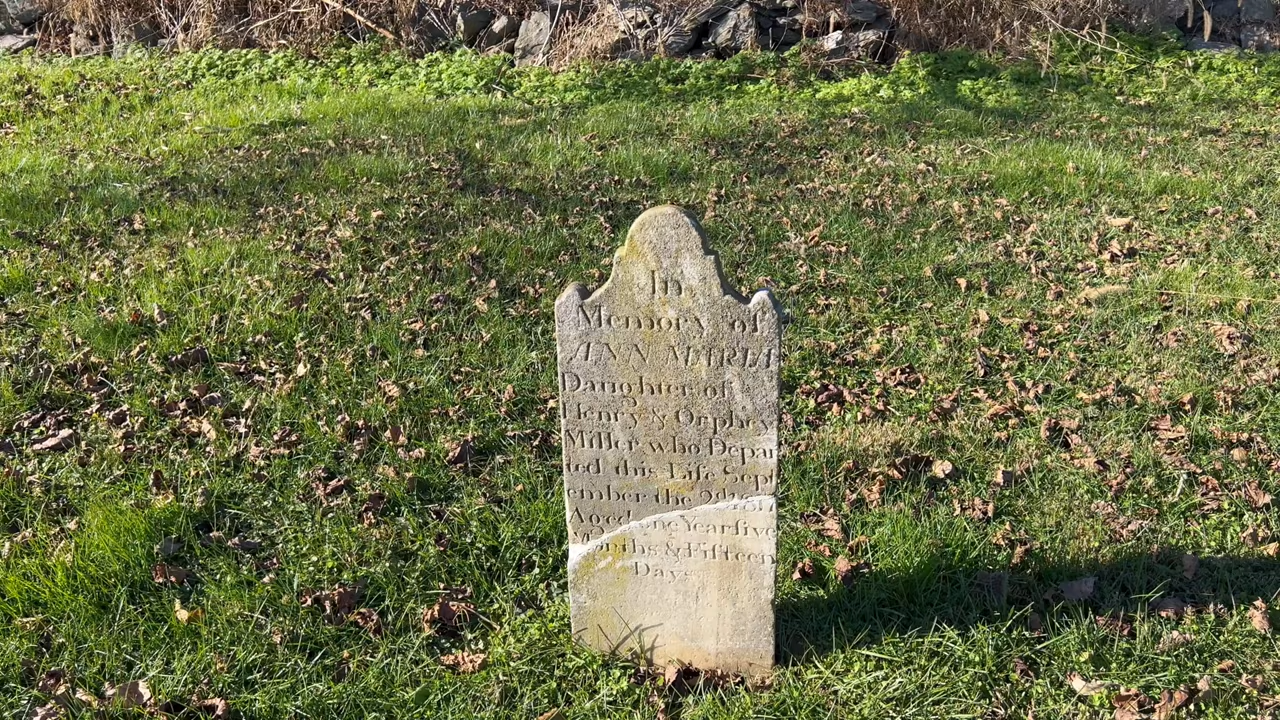 In
Memory of
ANN MARIA
Daughter of
Henry & Orphey
Miller who Depar
ted this Life Sept
ember the 2d
Aged one Year five
Months & Fifteen
Days